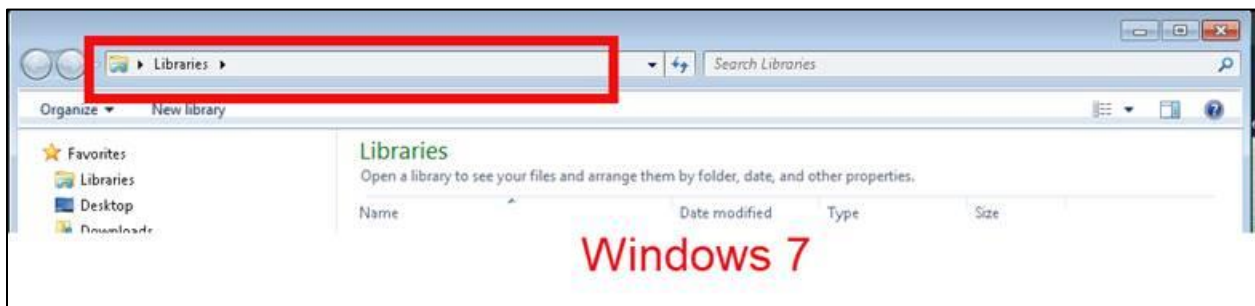 Libraries
Search Libraries
Organize New library
Favorites
Libraries
Desktop
Downloads
Libraries
Open a library to see your files and arrange them by folder, date, and other properties.
Name Date modified Type Size
Windows 7